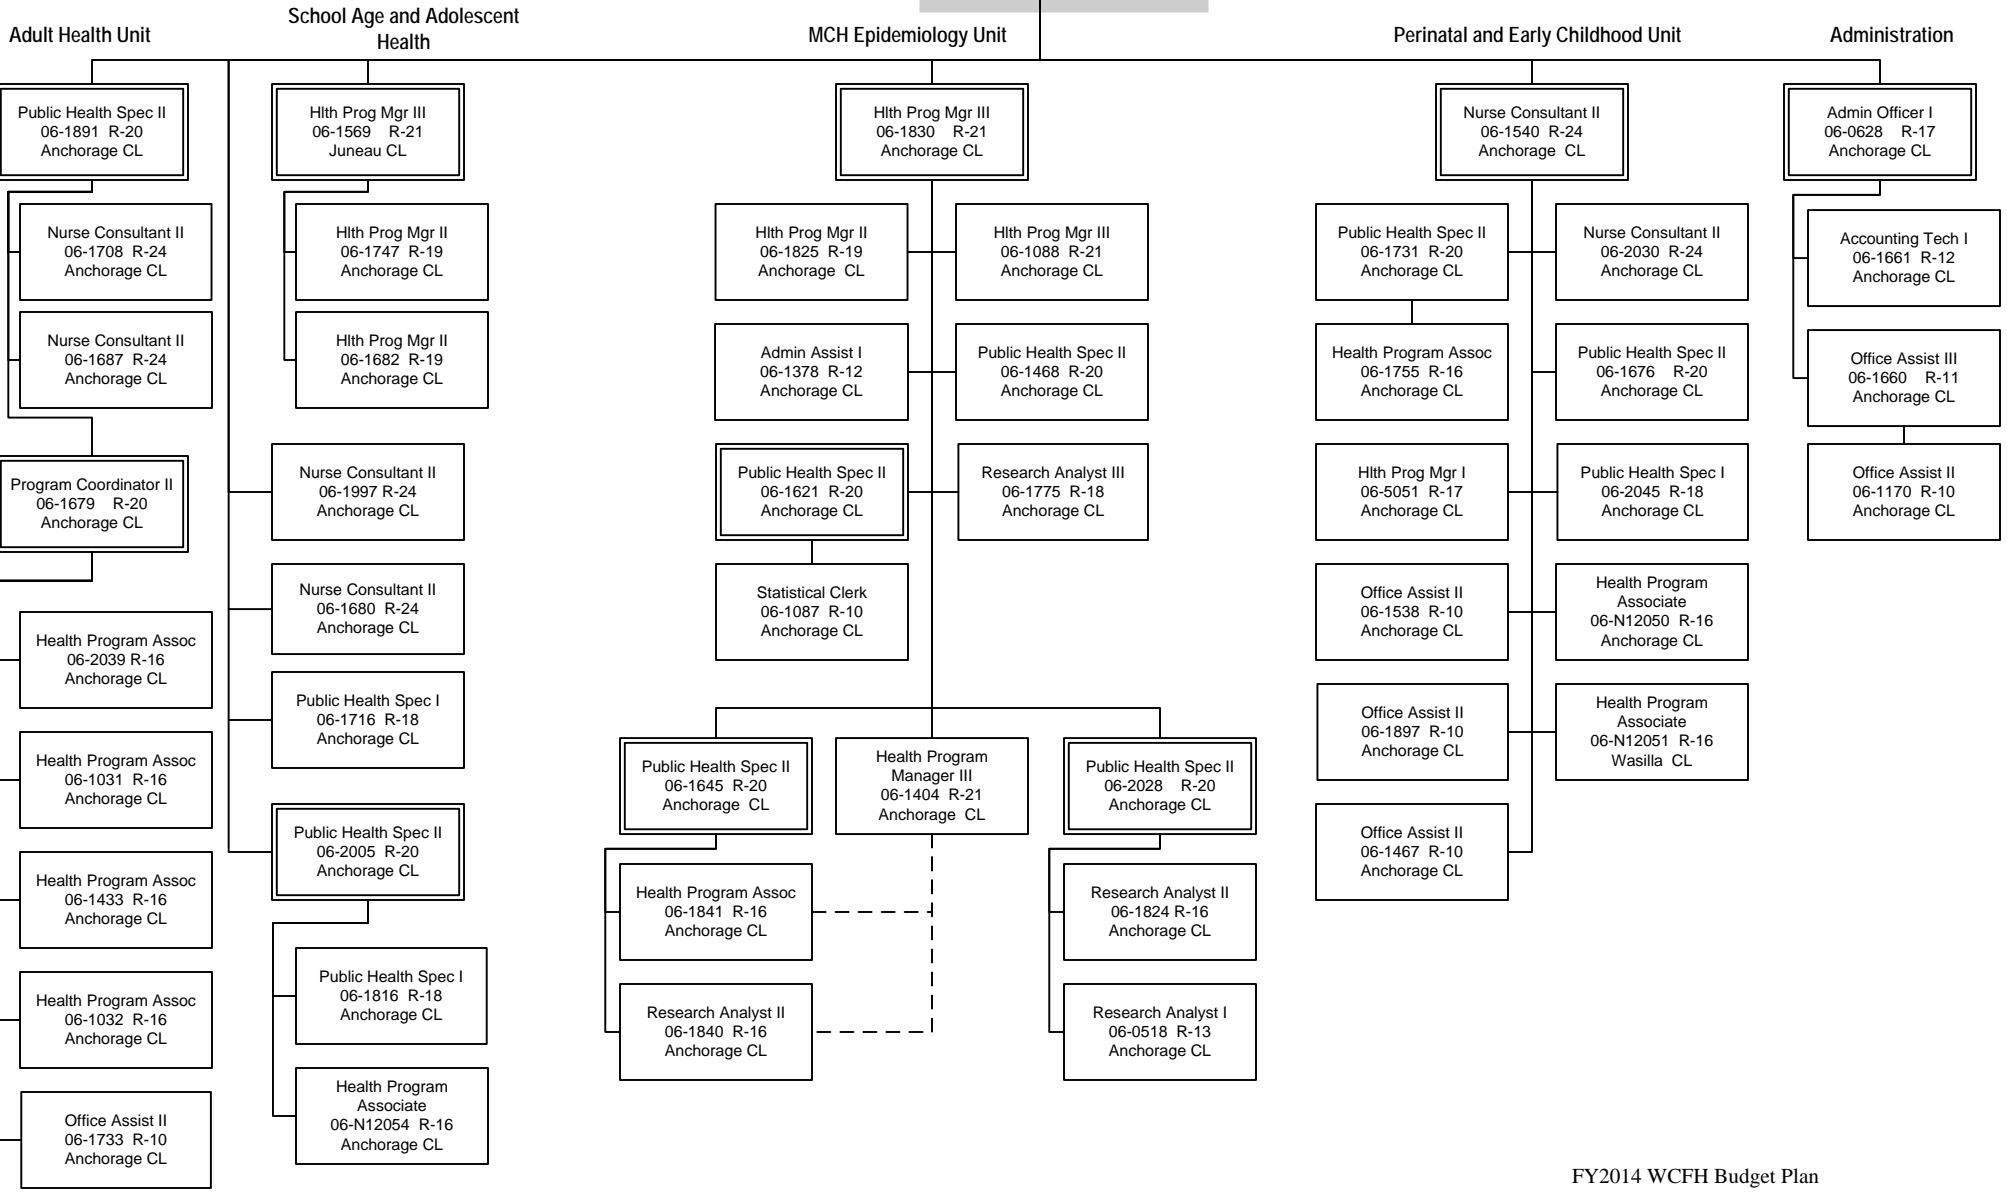 Adult Health Unit
School Age and Adolescent
Health
MCH Epidemiology Unit
Perinatal and Early Childhood Unit
Administration
Public Health Spec II
06-1891 R-20
Anchorage CL
Nurse Consultant II
06-1708 R-24
Anchorage CL
Nurse Consultant II
06-1687 R-24
Anchorage CL
Program Coordinator II
06-1679 R-20
Anchorage CL
Health Program Assoc
06-2039 R-16
Anchorage CL
Health Program Assoc
06-1031 R-16
Anchorage CL
Health Program Assoc
06-1433 R-16
Anchorage CL
Health Program Assoc
06-1032 R-16
Anchorage CL
Office Assist II
06-1733 R-10
Anchorage CL
Hlth Prog Mgr III
06-1569 R-21
Juneau CL
Hlth Prog Mgr II
06-1747 R-19
Anchorage CL
Hlth Prog Mgr II
06-1682 R-19
Anchorage CL
Nurse Consultant II
06-1997 R-24
Anchorage CL
Nurse Consultant II
06-1680 R-24
Anchorage CL
Public Health Spec I
06-1716 R-18
Anchorage CL
Public Health Spec II
06-2005 R-20
Anchorage CL
Public Health Spec I
06-1816 R-18
Anchorage CL
Health Program
Associate
06-N12054 R-16
Anchorage CL
Hlth Prog Mgr III
06-1830 R-21
Anchorage CL
Hlth Prog Mgr II
06-1825 R-19
Anchorage CL
Hlth Prog Mgr III
06-1088 R-21
Anchorage CL
Admin Assist I
06-1378 R-12
Anchorage CL
Public Health Spec II
06-1468 R-20
Anchorage CL
Public Health Spec II
06-1621 R-20
Anchorage CL
Research Analyst III
06-1775 R-18
Anchorage CL
Statistical Clerk
06-1087 R-10
Anchorage CL
Public Health Spec II
06-1645 R-20
Anchorage CL
Health Program
Manager III
06-1404 R-21
Anchorage CL
Public Health Spec II
06-2028 R-20
Anchorage CL
Health Program Assoc
06-1841 R-16
Anchorage CL
Research Analyst II
06-1824 R-16
Anchorage CL
Research Analyst II
06-1840 R-16
Anchorage CL
Research Analyst I
06-0518 R-13
Anchorage CL
Nurse Consultant II
06-1540 R-24
Anchorage CL
Public Health Spec II
06-1731 R-20
Anchorage CL
Nurse Consultant II
06-2030 R-24
Anchorage CL
Health Program Assoc
06-1755 R-16
Anchorage CL
Public Health Spec II
06-1676 R-20
Anchorage CL
Hlth Prog Mgr I
06-5051 R-17
Anchorage CL
Public Health Spec I
06-2045 R-18
Anchorage CL
Office Assist II
06-1538 R-10
Anchorage CL
Health Program
Associate
06-N12050 R-16
Anchorage CL
Office Assist II
06-1897 R-10
Anchorage CL
Health Program
Associate
06-N12051 R-16
Wasilla CL
Office Assist II
06-1467 R-10
Anchorage CL
Admin Officer I
06-0628 R-17
Anchorage CL
Accounting Tech I
06-1661 R-12
Anchorage CL
Office Assist III
06-1660 R-11
Anchorage CL
Office Assist II
06-1170 R-10
Anchorage CL
FY2014 WCFH Budget Plan